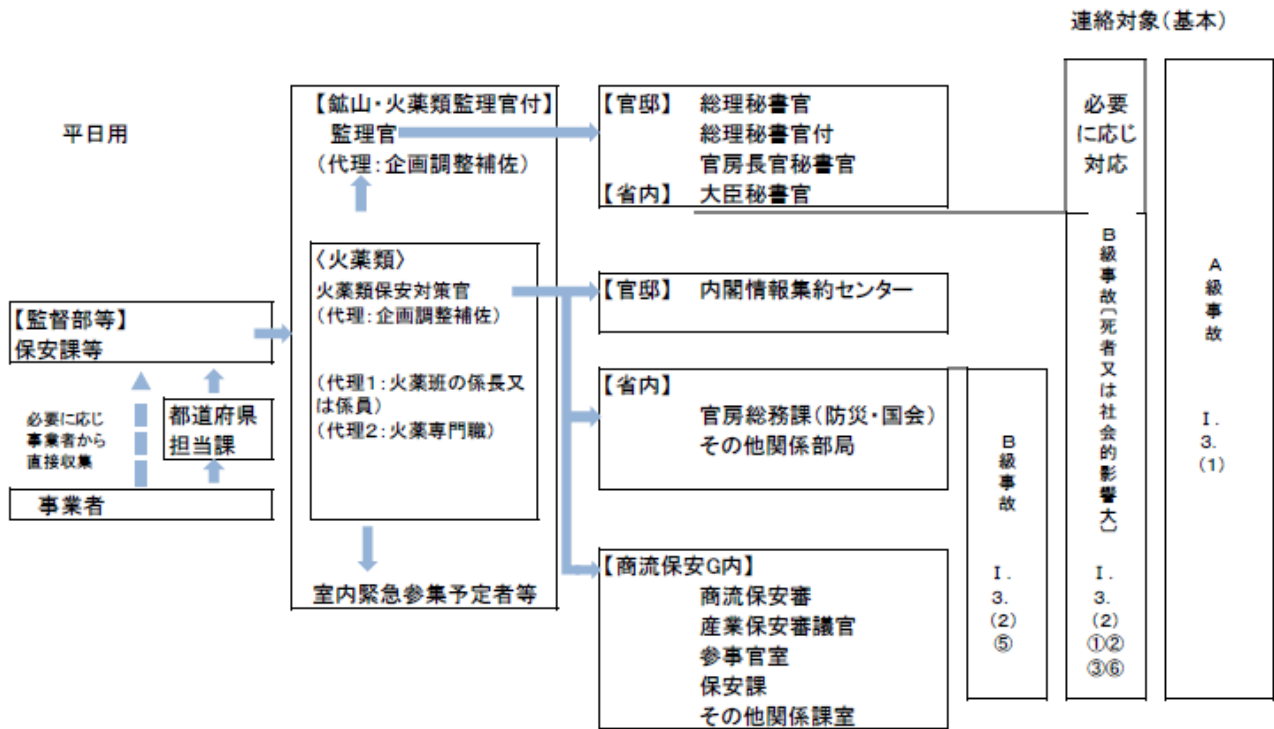 連絡対象(基本)
平日用
【鉱山・火薬類監理官付】
監理官
(代理:企画調整補佐)
〈火薬類〉
火薬類保安対策官
(代理:企画調整補佐)
(代理1:火薬班の係長又
は係員)
(代理2:火薬専門職)
室内緊急参集予定者等
【監督部等】
保安課等
必要に応じ
事業者から
直接収集
都道府県
担当課
事業者
【官邸】 総理秘書官
総理秘書官付
官房長官秘書官
【省内】 大臣秘書官
【官邸】 内閣情報集約センター
【省内】
官房総務課(防災・国会)
その他関係部局
【商流保安G内】
商流保安審
産業保安審議官
参事官室
保安課
その他関係課室
B級事故 Ⅰ.3.(2)⑤
必要
に応じ
対応
B級事故〔死者又は社会的影響大〕 Ⅰ.3.(2)①②③⑥
A級事故 Ⅰ.3.(1)